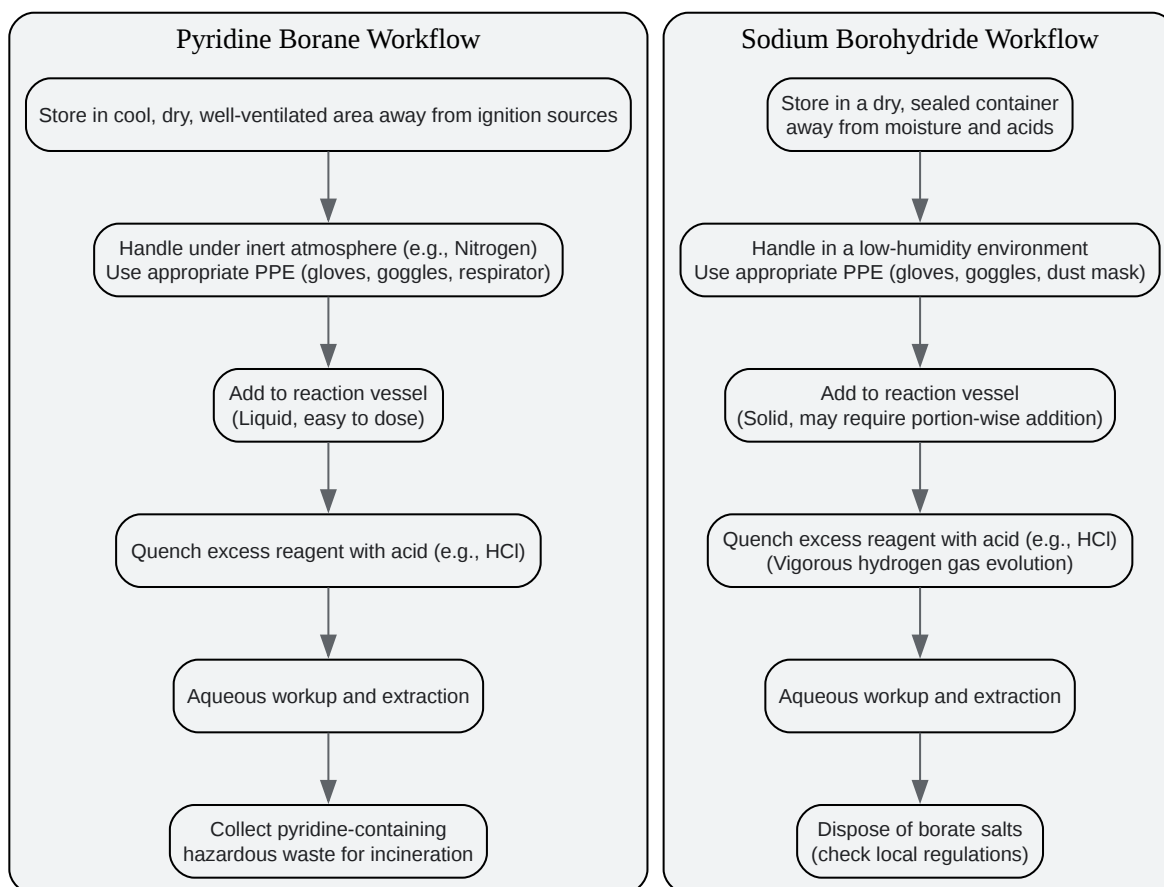 Pyridine Borane Workflow
Store in cool, dry, well-ventilated area away from ignition sources
Handle under inert atmosphere (e.g., Nitrogen)
Use appropriate PPE (gloves, goggles, respirator)
Add to reaction vessel
(Liquid, easy to dose)
Quench excess reagent with acid (e.g., HCl)
Aqueous workup and extraction
Collect pyridine-containing
hazardous waste for incineration
Sodium Borohydride Workflow
Store in a dry, sealed container
away from moisture and acids
Handle in a low-humidity environment
Use appropriate PPE (gloves, goggles, dust mask)
Add to reaction vessel
(Solid, may require portion-wise addition)
Quench excess reagent with acid (e.g., HCl)
(Vigorous hydrogen gas evolution)
Aqueous workup and extraction
Dispose of borate salts
(check local regulations)